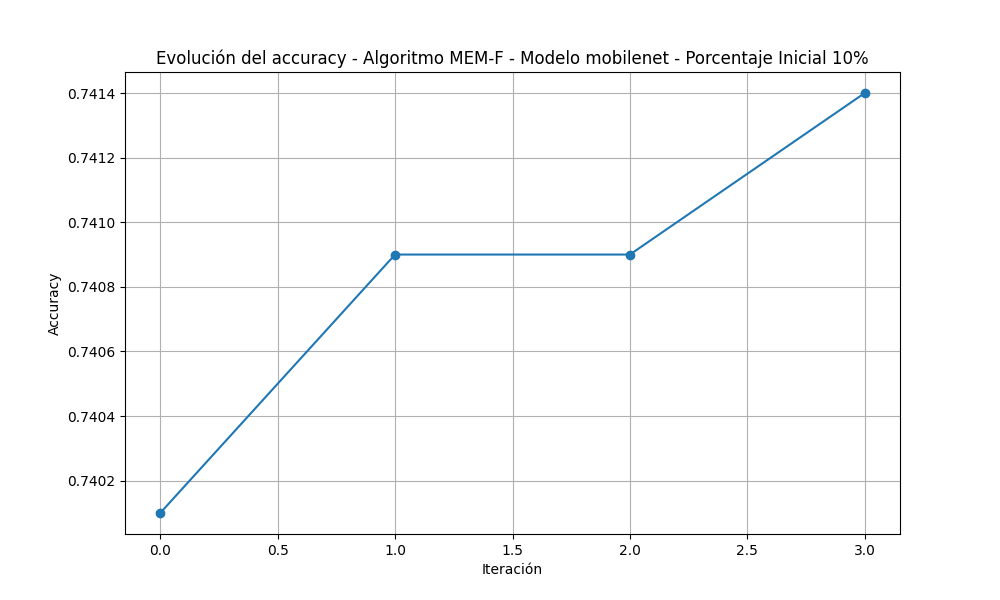 Evolución del accuracy - Algoritmo MEM-F - Modelo mobilenet - Porcentaje Inicial 10%
0.7414
0.7412
0.7410
0.7408
0.7406
0.7404
0.7402
Accuracy
0.0 0.5 1.0 1.5 2.0 2.5 3.0
Iteración